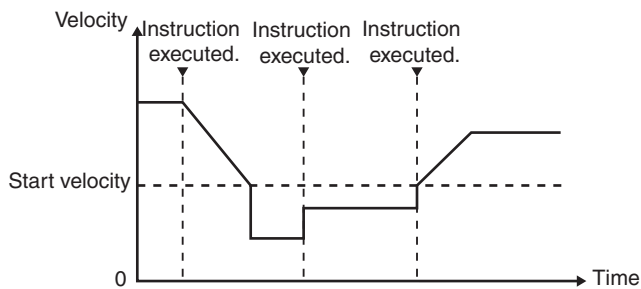 Velocity
Instruction executed.
Instruction executed.
Instruction executed.
Start velocity
0
Time